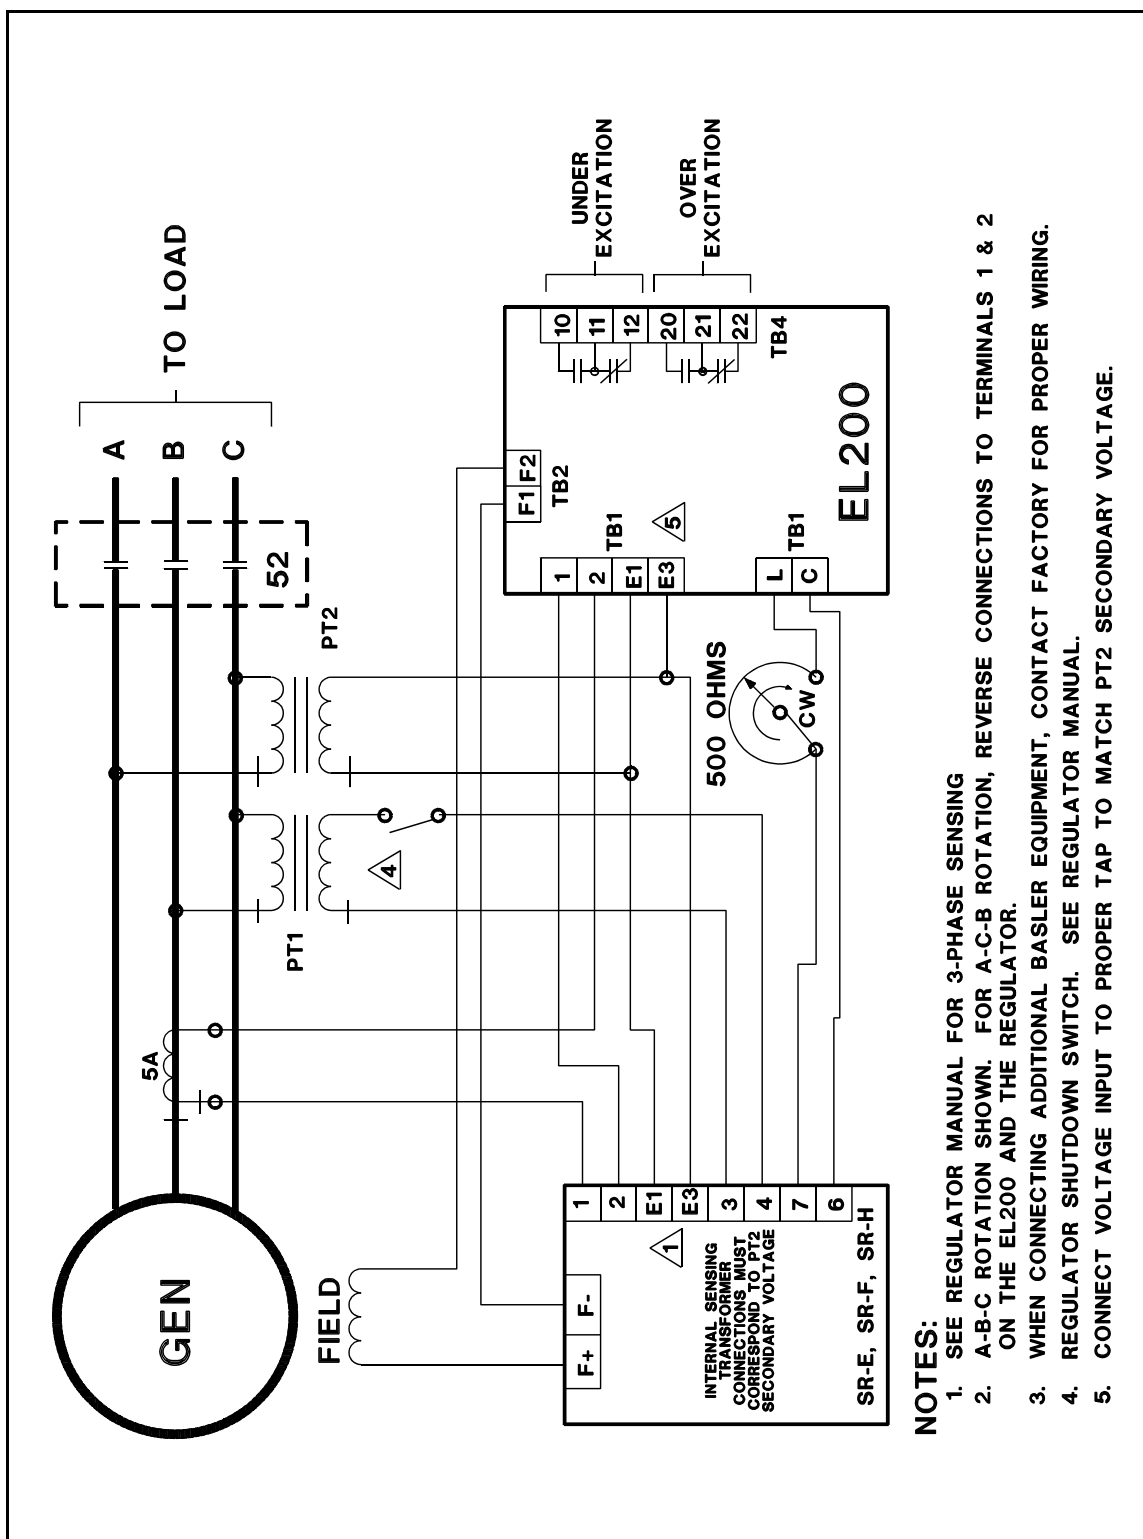 GEN
5A
52
A
B
C
TO LOAD
PT1
PT2
4
FIELD
F+
F-
INTERNAL SENSING
TRANSFORMER
CONNECTIONS MUST
CORRESPOND TO PT2
SECONDARY VOLTAGE
1
1
2
E1
E3
3
4
7
6
SR-E, SR-F, SR-H
500 OHMS
CW
F1
F2
TB2
1
2
E1
E3
TB1
5
L
C
TB1
EL200
10
11
12
20
21
22
TB4
UNDER
EXCITATION
OVER
EXCITATION
NOTES:
1. SEE REGULATOR MANUAL FOR 3-PHASE SENSING
2. A-B-C ROTATION SHOWN. FOR A-C-B ROTATION, REVERSE CONNECTIONS TO TERMINALS 1 & 2
ON THE EL200 AND THE REGULATOR.
3. WHEN CONNECTING ADDITIONAL BASLER EQUIPMENT, CONTACT FACTORY FOR PROPER WIRING.
4. REGULATOR SHUTDOWN SWITCH. SEE REGULATOR MANUAL.
5. CONNECT VOLTAGE INPUT TO PROPER TAP TO MATCH PT2 SECONDARY VOLTAGE.